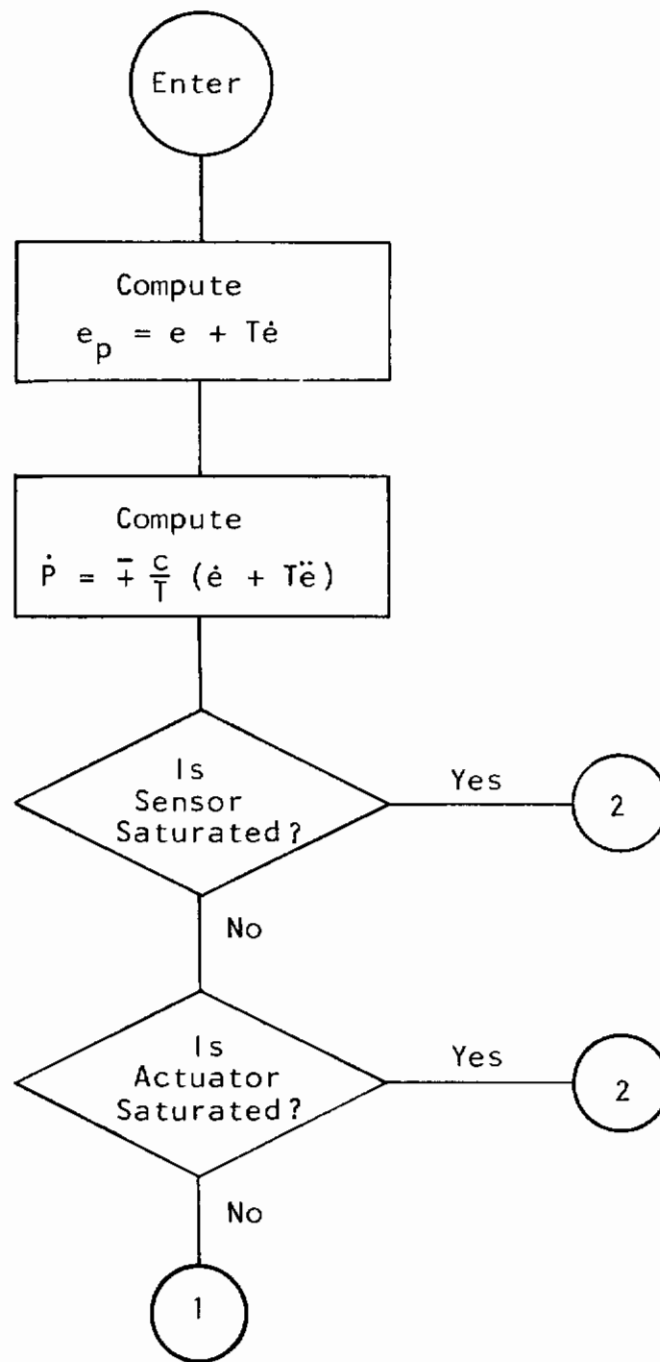 Enter
Compute
e_p = e + Tė
Compute
Ṗ = ∓ c/T (ė + Të)
Is
Sensor
Saturated?
Yes
2
No
Is
Actuator
Saturated?
Yes
2
No
1